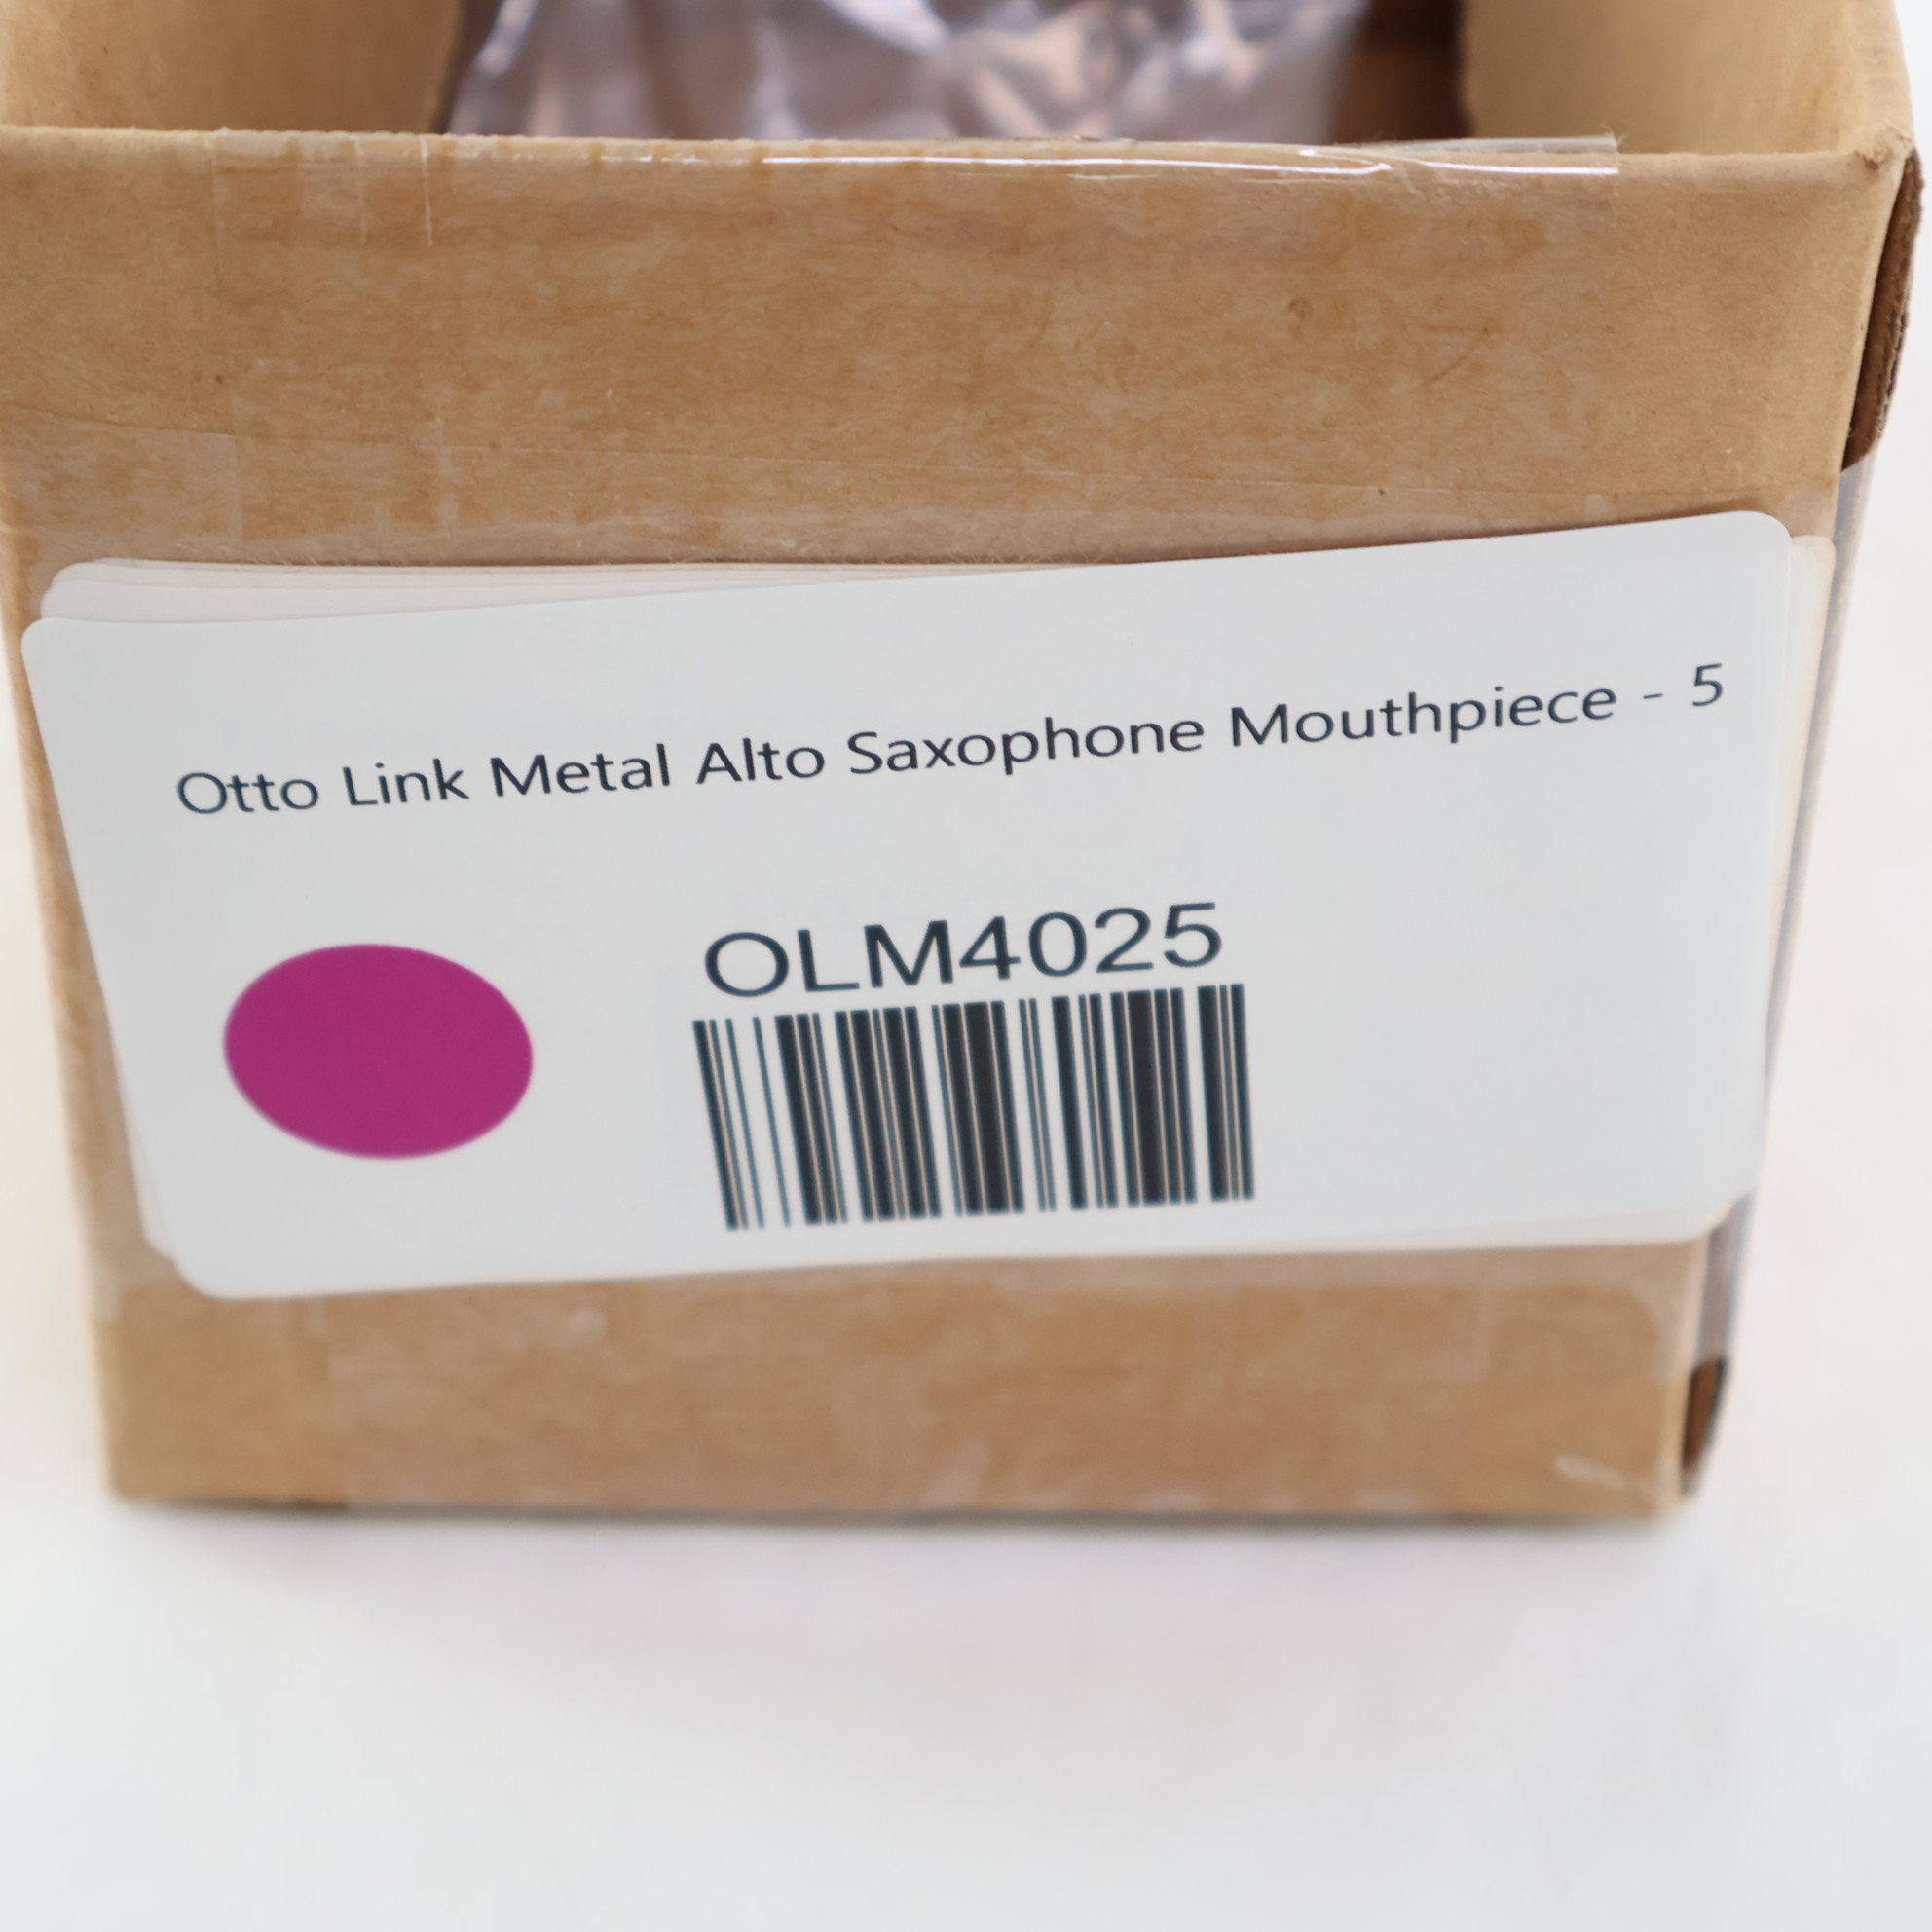 Otto Link Metal Alto Saxophone Mouthpiece - 5
OLM4025